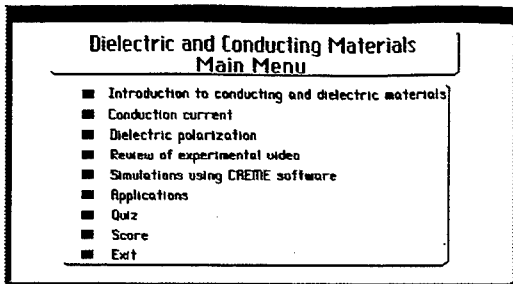 Dielectric and Conducting Materials
Main Menu
Introduction to conducting and dielectric materials
Conduction current
Dielectric polarization
Review of experimental video
Simulations using CREME software
Applications
Quiz
Score
Exit